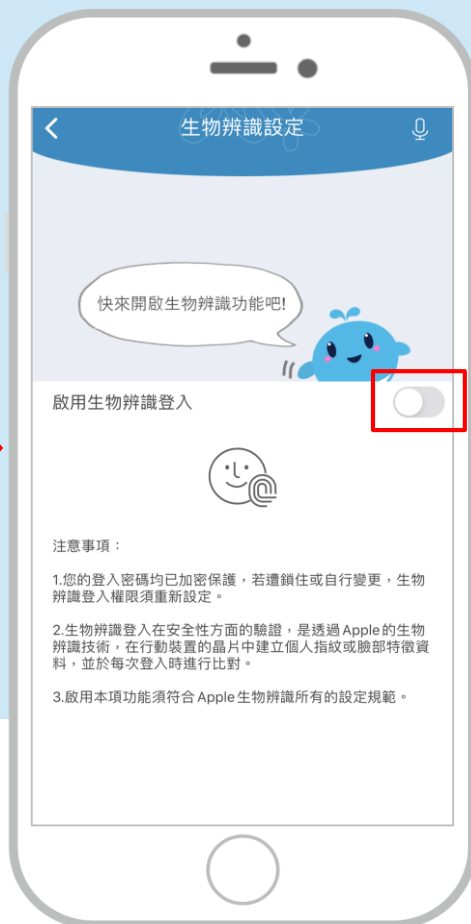 生物辨識設定
快來開啟生物辨識功能吧!
啟用生物辨識登入
注意事項：
1.您的登入密碼均已加密保護，若遭鎖住或自行變更，生物
辨識登入權限須重新設定。
2.生物辨識登入在安全性方面的驗證，是透過Apple的生物
辨識技術，在行動裝置的晶片中建立個人指紋或臉部特徵資
料，並於每次登入時進行比對。
3.啟用本項功能須符合Apple生物辨識所有的設定規範。